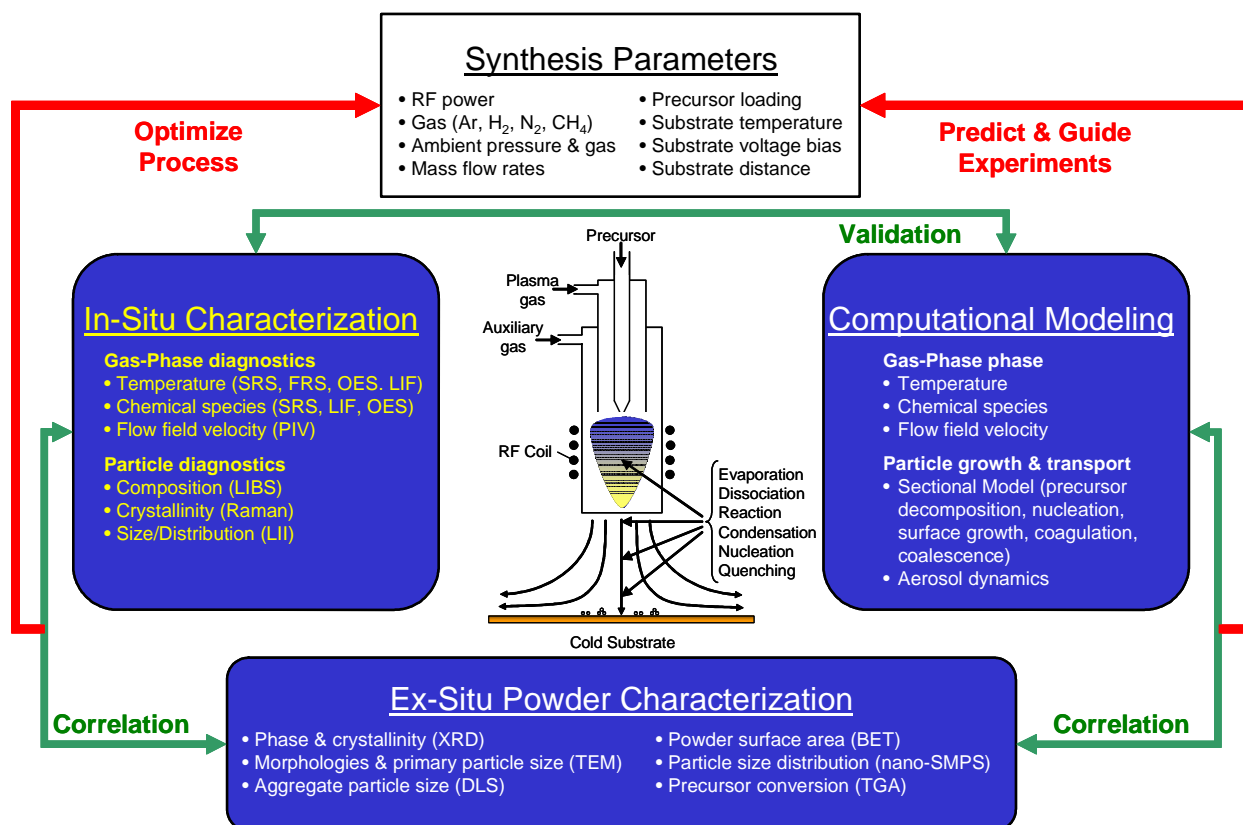 Synthesis Parameters
• RF power
• Gas (Ar, H₂, N₂, CH₄)
• Ambient pressure & gas
• Mass flow rates
• Precursor loading
• Substrate temperature
• Substrate voltage bias
• Substrate distance
Optimize
Process
Predict & Guide
Experiments
Validation
In-Situ Characterization
Gas-Phase diagnostics
• Temperature (SRS, FRS, OES. LIF)
• Chemical species (SRS, LIF, OES)
• Flow field velocity (PIV)
Particle diagnostics
• Composition (LIBS)
• Crystallinity (Raman)
• Size/Distribution (LII)
Precursor
Plasma
gas
Auxiliary
gas
RF Coil
Evaporation
Dissociation
Reaction
Condensation
Nucleation
Quenching
Cold Substrate
Computational Modeling
Gas-Phase phase
• Temperature
• Chemical species
• Flow field velocity
Particle growth & transport
• Sectional Model (precursor
decomposition, nucleation,
surface growth, coagulation,
coalescence)
• Aerosol dynamics
Correlation
Correlation
Ex-Situ Powder Characterization
• Phase & crystallinity (XRD)
• Morphologies & primary particle size (TEM)
• Aggregate particle size (DLS)
• Powder surface area (BET)
• Particle size distribution (nano-SMPS)
• Precursor conversion (TGA)